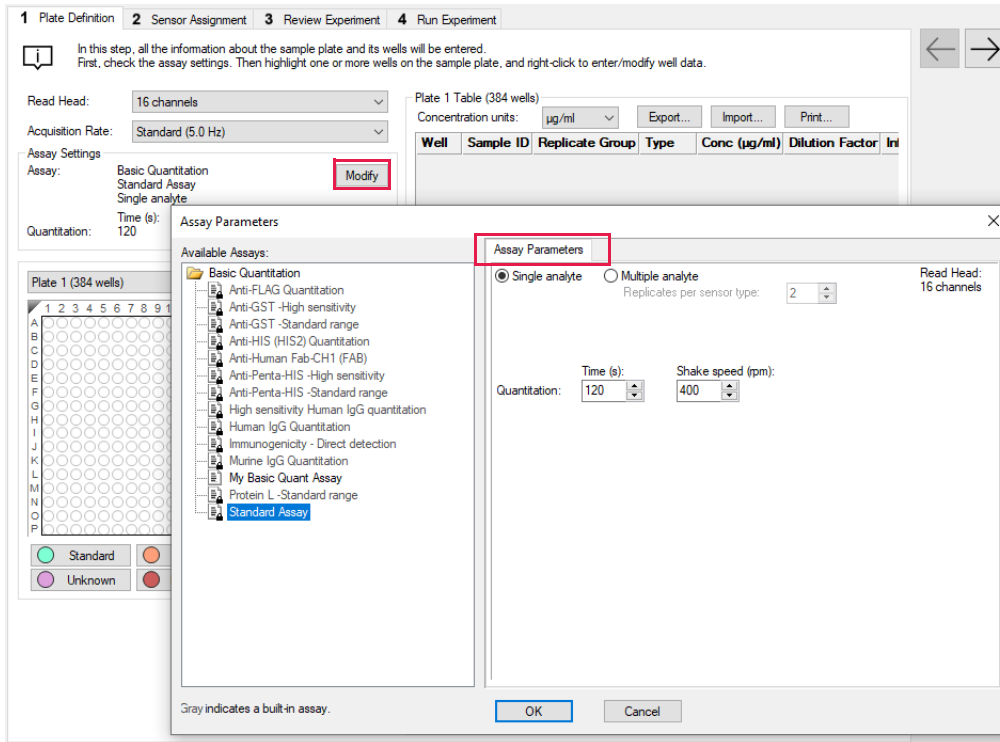 1 Plate Definition 2 Sensor Assignment 3 Review Experiment 4 Run Experiment
In this step, all the information about the sample plate and its wells will be entered.
First, check the assay settings. Then highlight one or more wells on the sample plate, and right-click to enter/modify well data.
Read Head: 16 channels
Acquisition Rate: Standard (5.0 Hz)
Assay Settings
Assay: Basic Quantitation
Standard Assay
Single analyte
Modify
Time (s):
Quantitation: 120
Plate 1 Table (384 wells)
Concentration units: µg/ml Export... Import... Print...
Well Sample ID Replicate Group Type Conc (µg/ml) Dilution Factor
Plate 1 (384 wells)
1 2 3 4 5 6 7 8 9
A
B
C
D
E
F
G
H
I
J
K
L
M
N
O
P
Standard
Unknown
Assay Parameters
Available Assays:
Basic Quantitation
Anti-FLAG Quantitation
Anti-GST -High sensitivity
Anti-GST -Standard range
Anti-HIS (HIS2) Quantitation
Anti-Human Fab-CH1 (FAB)
Anti-Penta-HIS -High sensitivity
Anti-Penta-HIS -Standard range
High sensitivity Human IgG quantitation
Human IgG Quantitation
Immunogenicity - Direct detection
Murine IgG Quantitation
My Basic Quant Assay
Protein L -Standard range
Standard Assay
Gray indicates a built-in assay.
Assay Parameters
Single analyte Multiple analyte
Replicates per sensor type: 2
Read Head:
16 channels
Time (s): Shake speed (rpm):
Quantitation: 120 400
OK Cancel